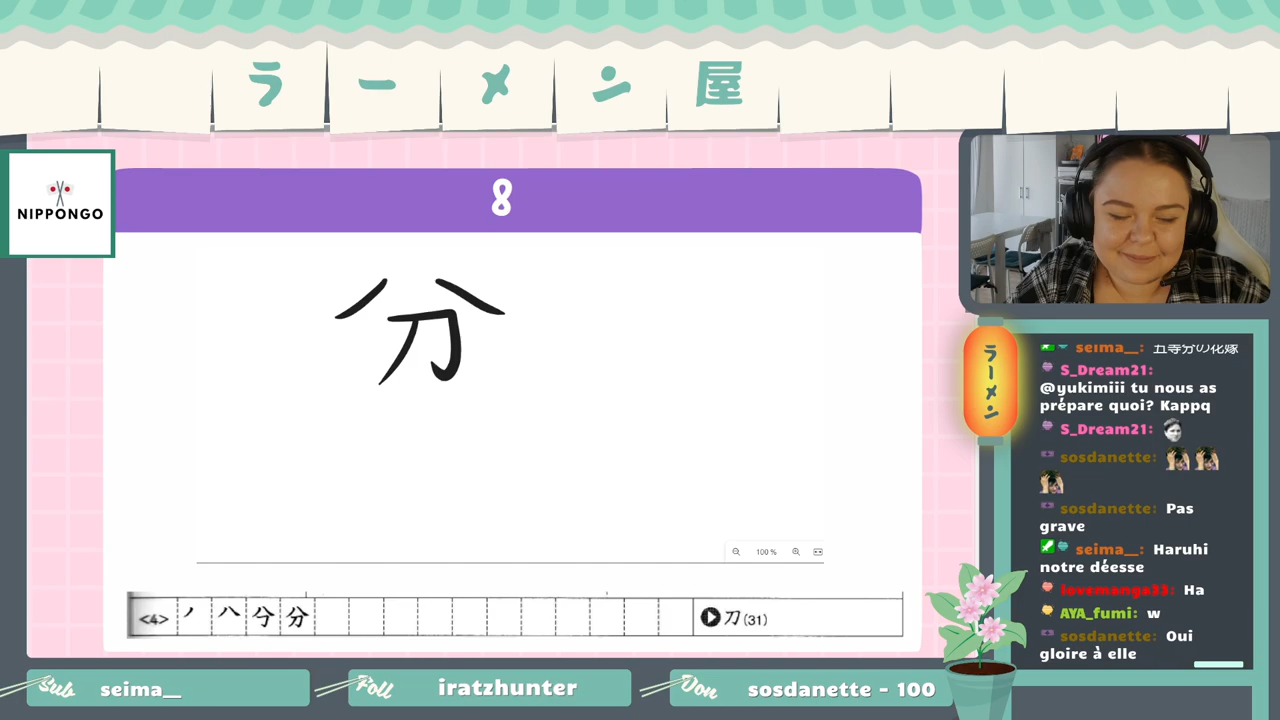 ラーメン屋
NIPPONGO
8
分
100 %
<4> ノ 八 分 分
刀 (31)
ラーメン
seima__: 五等分の花嫁
S_Dream21:
@yukimiii tu nous as
prépare quoi? Kappq
S_Dream21:
sosdanette:
sosdanette: Pas
grave
seima__: Haruhi
notre déesse
lovemanga33: Ha
AYA_fumi: w
sosdanette: Oui
gloire à elle
Sub seima__
Foll iratzhunter
Don sosdanette - 100